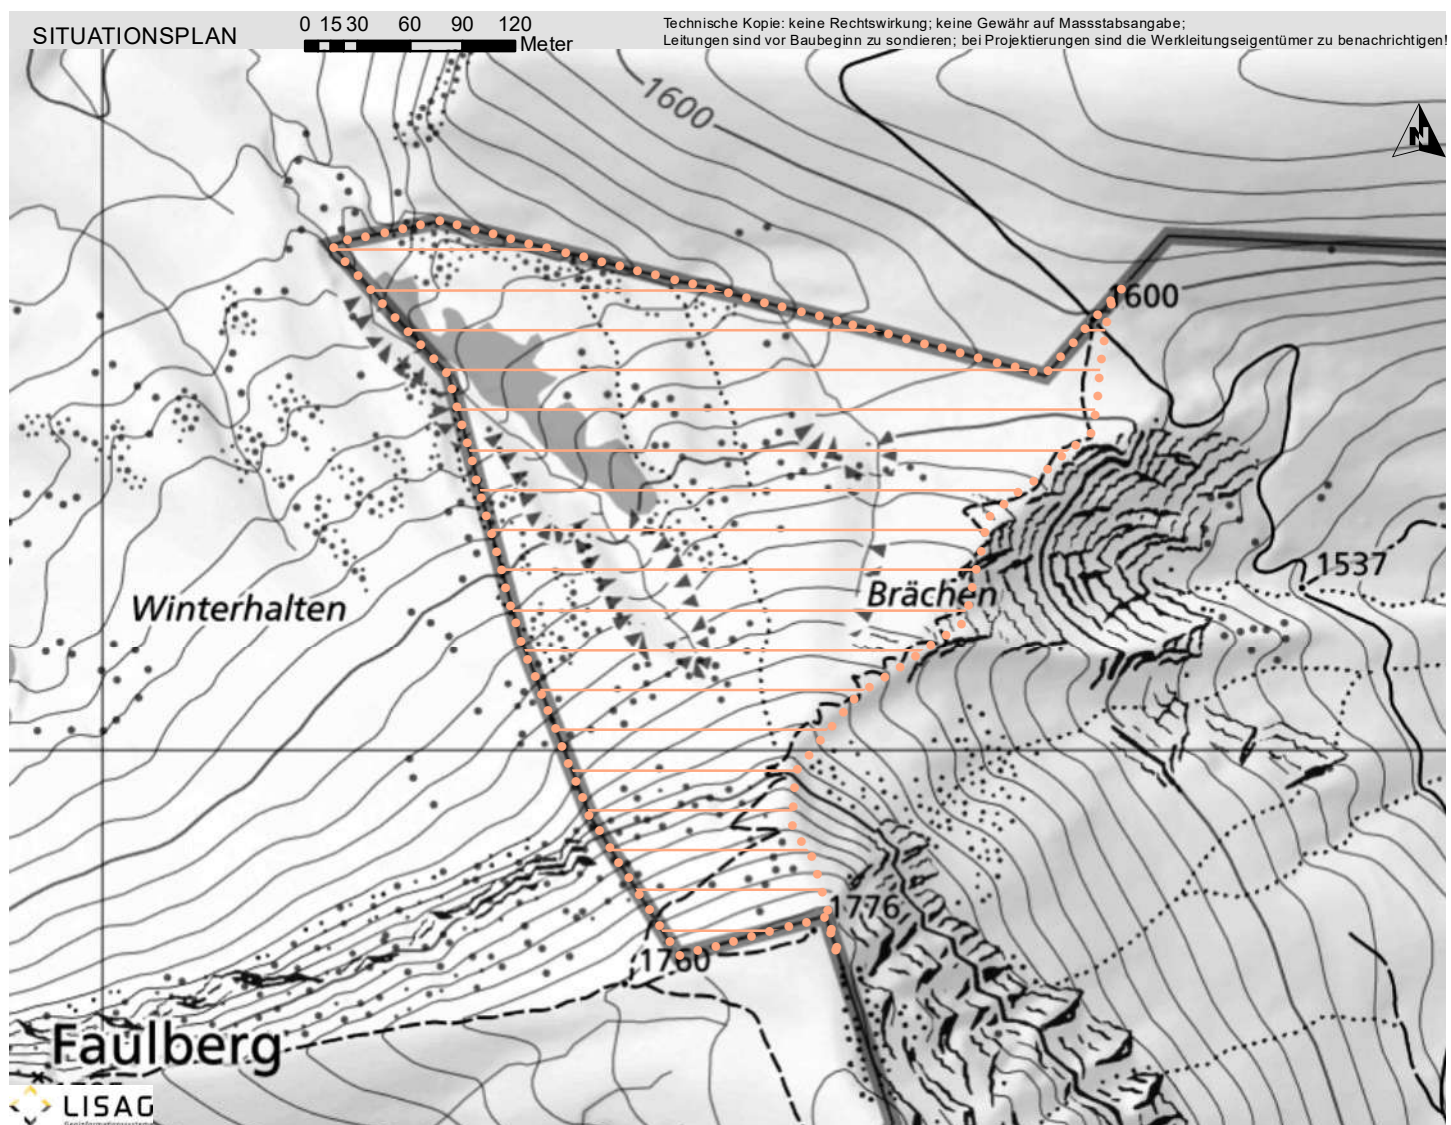 SITUATIONSPLAN
0 15 30 60 90 120
Meter
Technische Kopie: keine Rechtswirkung; keine Gewähr auf Massstabsangabe;
Leitungen sind vor Baubeginn zu sondieren; bei Projektierungen sind die Werkleitungseigentümer zu benachrichtigen!
1600
N
1600
1537
Brächen
Winterhalten
1776
1760
Faulberg
LISAG
Geoinformationssysteme